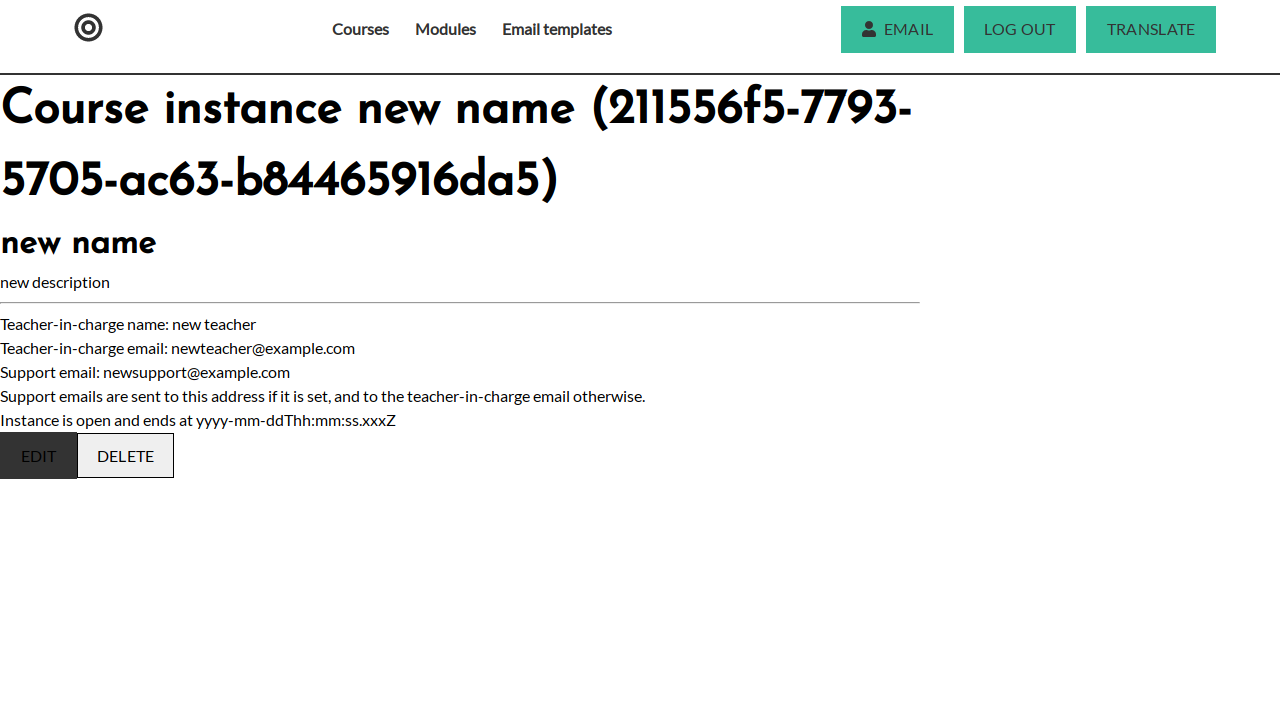 Courses Modules Email templates EMAIL LOG OUT TRANSLATE
Course instance new name (211556f5-7793-
5705-ac63-b84465916da5)
new name
new description
Teacher-in-charge name: new teacher
Teacher-in-charge email: newteacher@example.com
Support email: newsupport@example.com
Support emails are sent to this address if it is set, and to the teacher-in-charge email otherwise.
Instance is open and ends at yyyy-mm-ddThh:mm:ss.xxxZ
EDIT DELETE